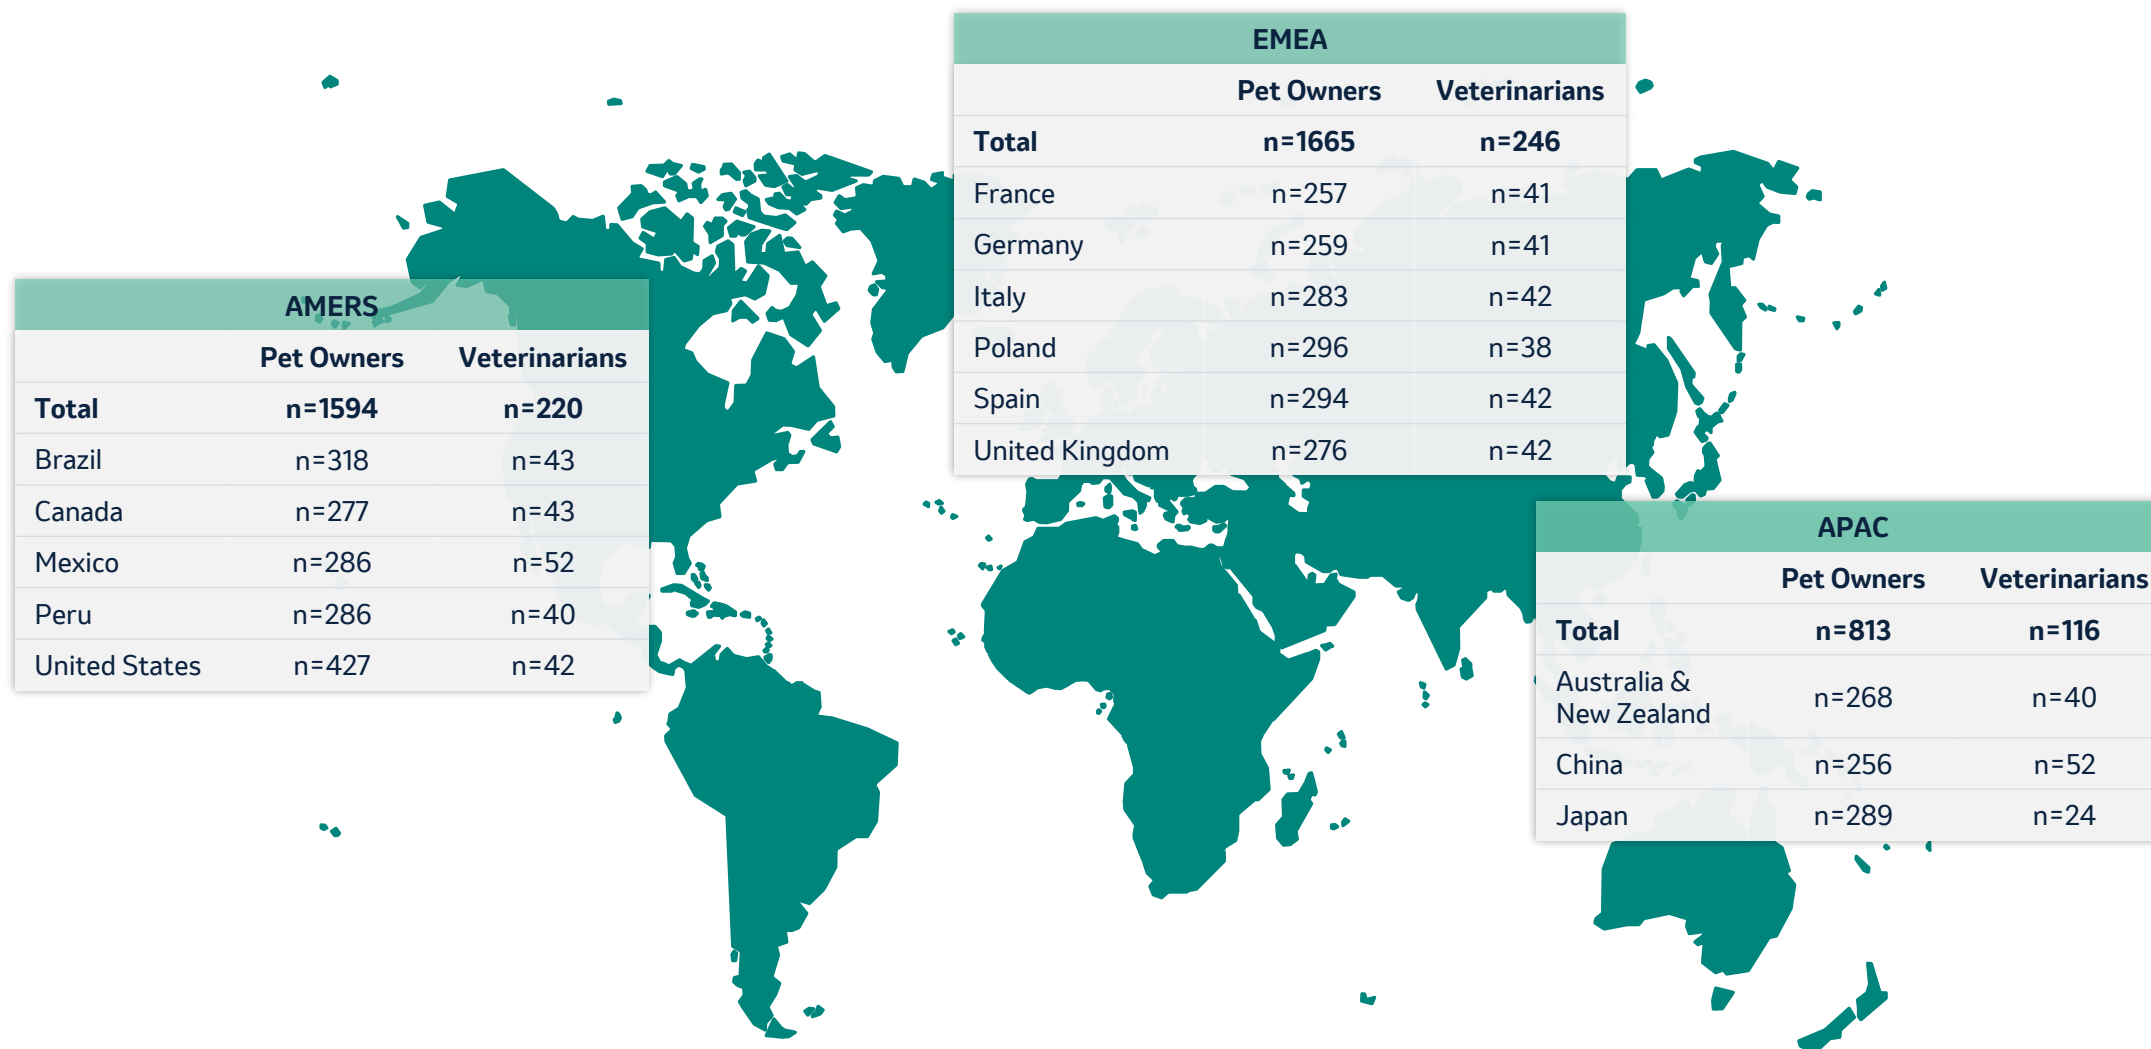 EMEA
Pet Owners Veterinarians
Total n=1665 n=246
France n=257 n=41
Germany n=259 n=41
Italy n=283 n=42
Poland n=296 n=38
Spain n=294 n=42
United Kingdom n=276 n=42
AMERS
Pet Owners Veterinarians
Total n=1594 n=220
Brazil n=318 n=43
Canada n=277 n=43
Mexico n=286 n=52
Peru n=286 n=40
United States n=427 n=42
APAC
Pet Owners Veterinarians
Total n=813 n=116
Australia &
New Zealand n=268 n=40
China n=256 n=52
Japan n=289 n=24